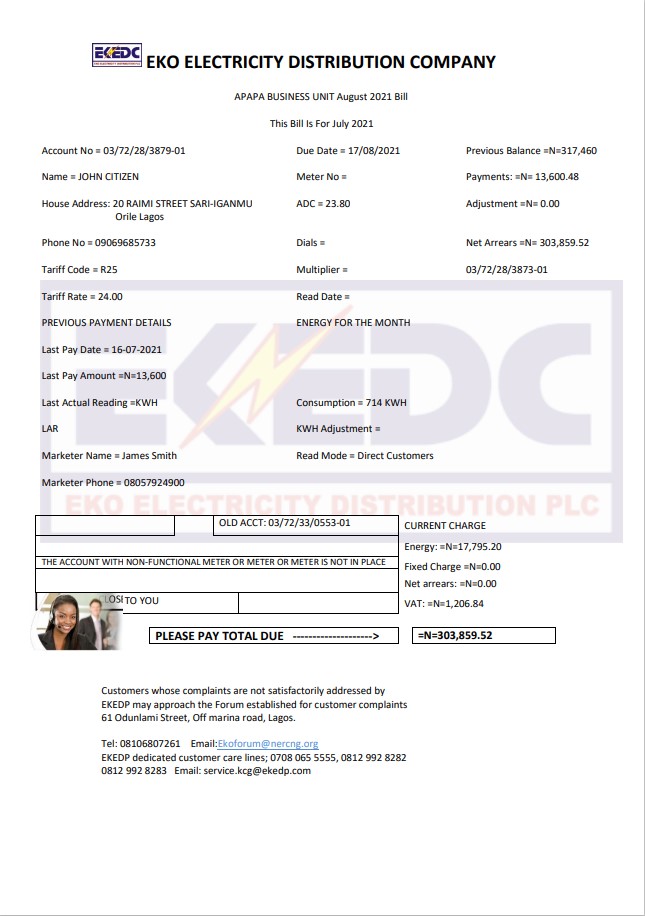 EKEDC
EKO ELECTRICITY DISTRIBUTION PLC
EKO ELECTRICITY DISTRIBUTION COMPANY
APAPA BUSINESS UNIT August 2021 Bill
This Bill Is For July 2021
Account No = 03/72/28/3879-01 Due Date = 17/08/2021 Previous Balance =N=317,460
Name = JOHN CITIZEN Meter No = Payments: =N= 13,600.48
House Address: 20 RAIMI STREET SARI-IGANMU ADC = 23.80 Adjustment =N= 0.00
Orile Lagos
Phone No = 09069685733 Dials = Net Arrears =N= 303,859.52
Tariff Code = R25 Multiplier = 03/72/28/3873-01
Tariff Rate = 24.00 Read Date =
PREVIOUS PAYMENT DETAILS ENERGY FOR THE MONTH
Last Pay Date = 16-07-2021
Last Pay Amount =N=13,600
Last Actual Reading =KWH Consumption = 714 KWH
LAR KWH Adjustment =
Marketer Name = James Smith Read Mode = Direct Customers
Marketer Phone = 08057924900
EKEDC
EKO ELECTRICITY DISTRIBUTION PLC
OLD ACCT: 03/72/33/0553-01 CURRENT CHARGE
Energy: =N=17,795.20
THE ACCOUNT WITH NON-FUNCTIONAL METER OR METER OR METER IS NOT IN PLACE Fixed Charge =N=0.00
Net arrears: =N=0.00
LOSI TO YOU VAT: =N=1,206.84
PLEASE PAY TOTAL DUE --------------------> =N=303,859.52
Customers whose complaints are not satisfactorily addressed by
EKEDP may approach the Forum established for customer complaints
61 Odunlami Street, Off marina road, Lagos.
Tel: 08106807261 Email:Ekoforum@nercng.org
EKEDP dedicated customer care lines; 0708 065 5555, 0812 992 8282
0812 992 8283 Email: service.kcg@ekedp.com